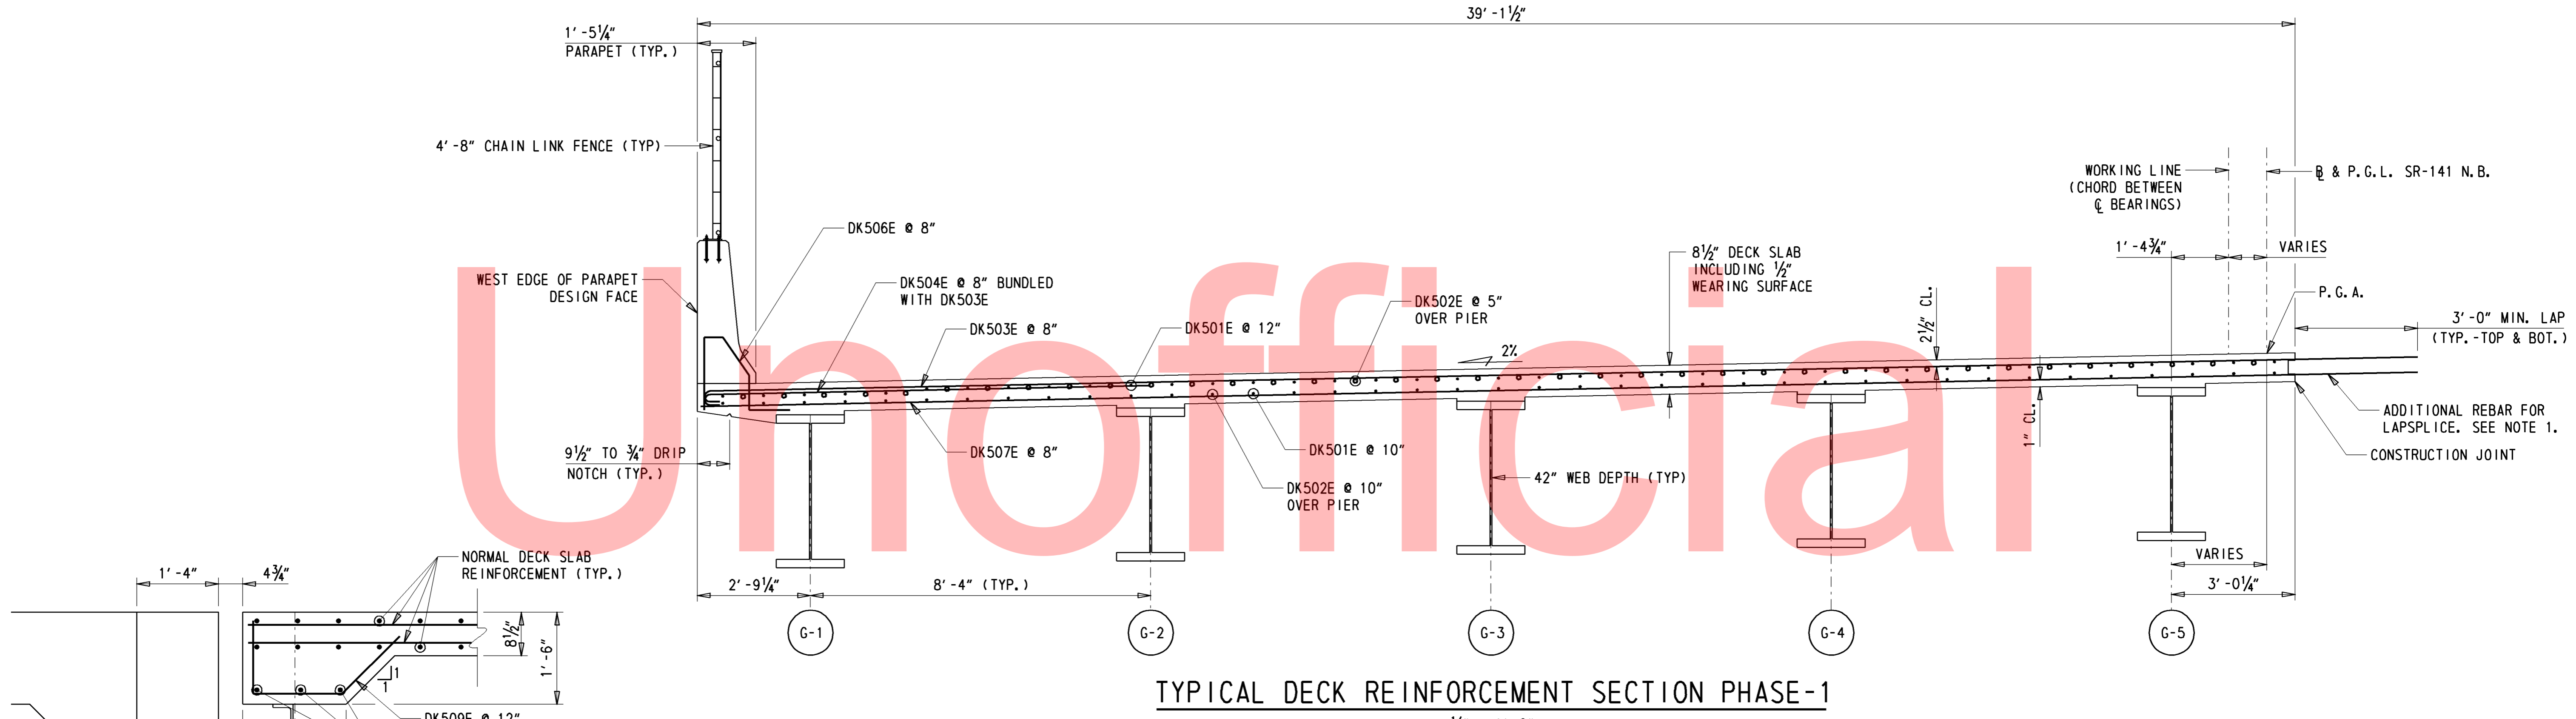 39'-1½"
1'-5¼"
PARAPET (TYP.)
4'-8" CHAIN LINK FENCE (TYP)
WORKING LINE
(CHORD BETWEEN
℄ BEARINGS)
& P.G.L. SR-141 N.B.
DK506E @ 8"
1'-4¾"
VARIES
8½" DECK SLAB
INCLUDING ½"
WEARING SURFACE
WEST EDGE OF PARAPET
DESIGN FACE
DK504E @ 8" BUNDLED
WITH DK503E
P.G.A.
DK502E @ 5"
OVER PIER
2½" CL.
3'-0" MIN. LAP
(TYP.-TOP & BOT.)
DK503E @ 8"
DK501E @ 12"
2%
Unofficial
ADDITIONAL REBAR FOR
LAPSPLICE. SEE NOTE 1.
1" CL.
9½" TO ¾" DRIP
NOTCH (TYP.)
DK507E @ 8"
DK501E @ 10"
CONSTRUCTION JOINT
42" WEB DEPTH (TYP)
DK502E @ 10"
OVER PIER
NORMAL DECK SLAB
REINFORCEMENT (TYP.)
VARIES
1'-4"
4¾"
2'-9¼"
8'-4" (TYP.)
3'-0¼"
8½"
1'-6"
G-1
G-2
G-3
G-4
G-5
1
1
TYPICAL DECK REINFORCEMENT SECTION PHASE-1
DK509E @ 12"